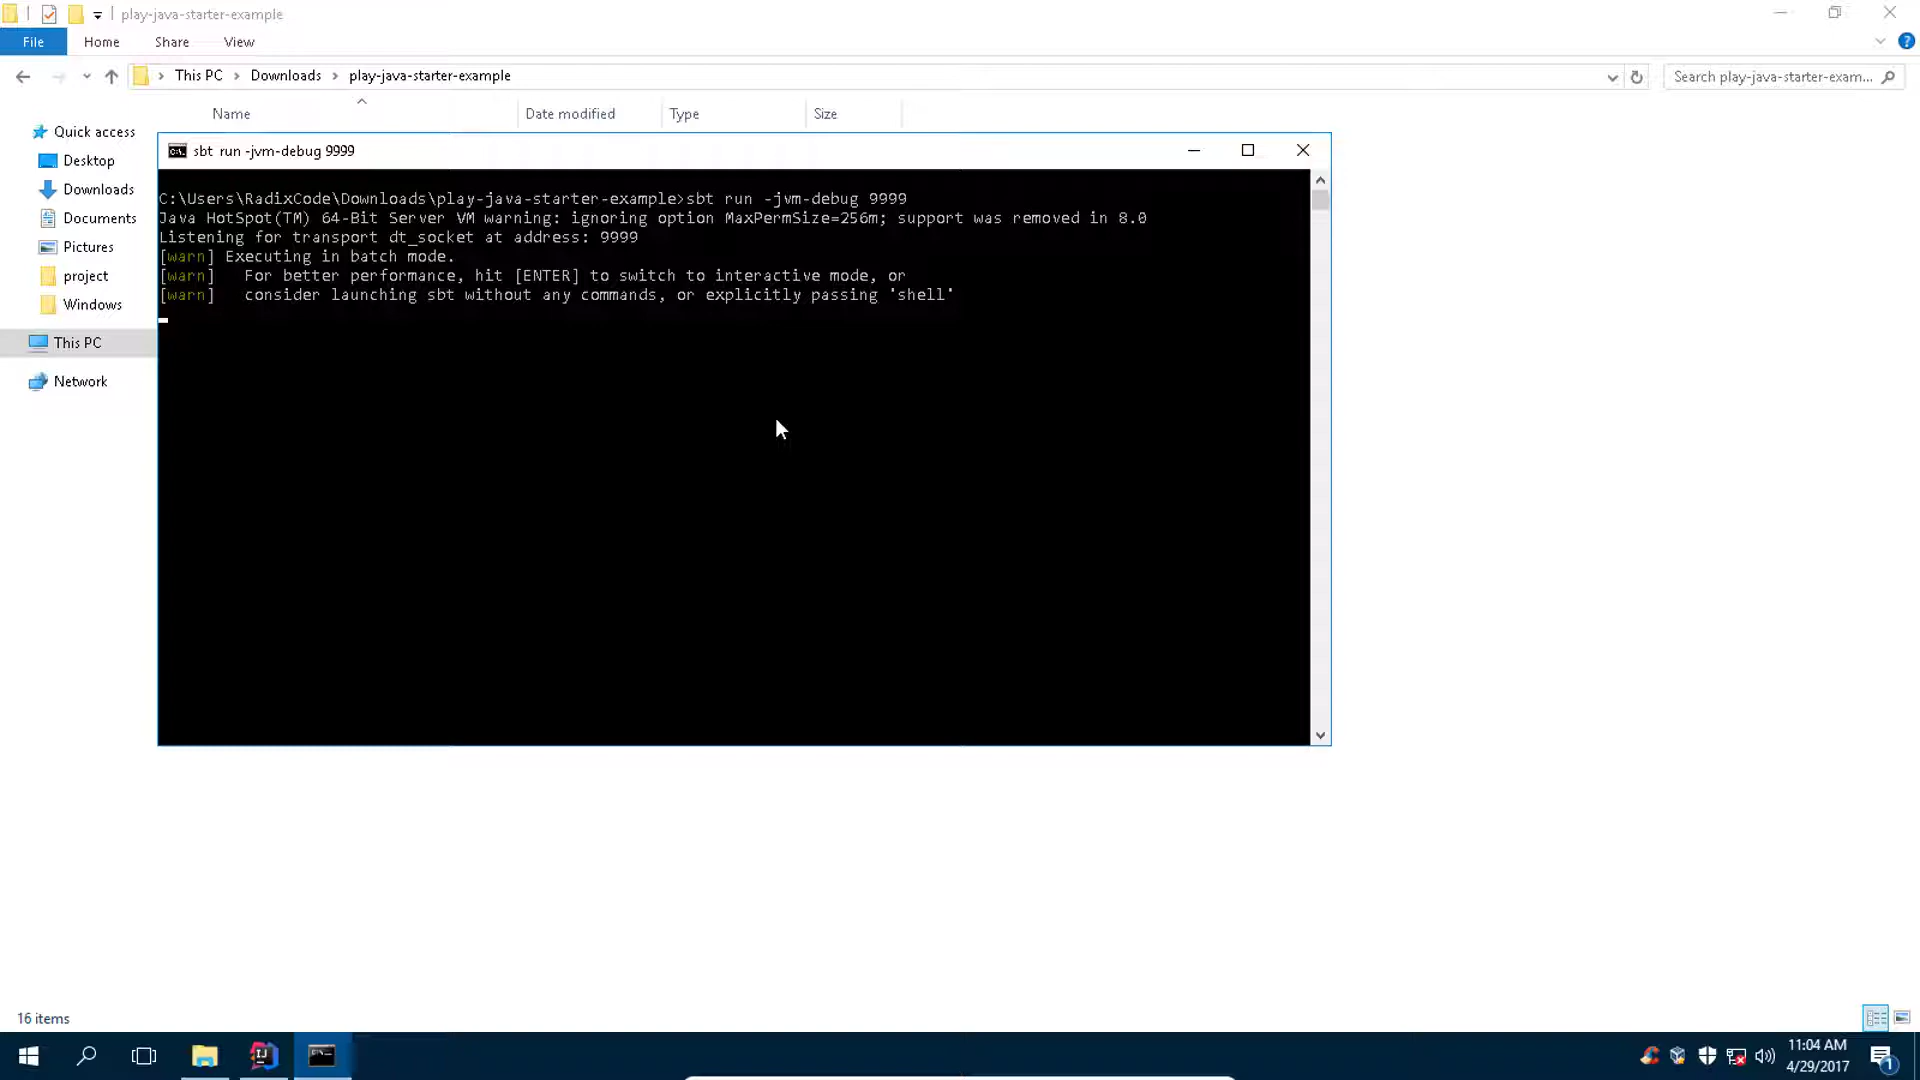 play-java-starter-example
File Home Share View
This PC Downloads play-java-starter-example
Search play-java-starter-exam...
Name Date modified Type Size
Quick access
Desktop
Downloads
Documents
Pictures
project
Windows
This PC
Network
sbt run -jvm-debug 9999
C:\Users\RadixCode\Downloads\play-java-starter-example>sbt run -jvm-debug 9999
Java HotSpot(TM) 64-Bit Server VM warning: ignoring option MaxPermSize=256m; support was removed in 8.0
Listening for transport dt_socket at address: 9999
[warn] Executing in batch mode.
[warn]   For better performance, hit [ENTER] to switch to interactive mode, or
[warn]   consider launching sbt without any commands, or explicitly passing 'shell'
16 items
11:04 AM
4/29/2017
1